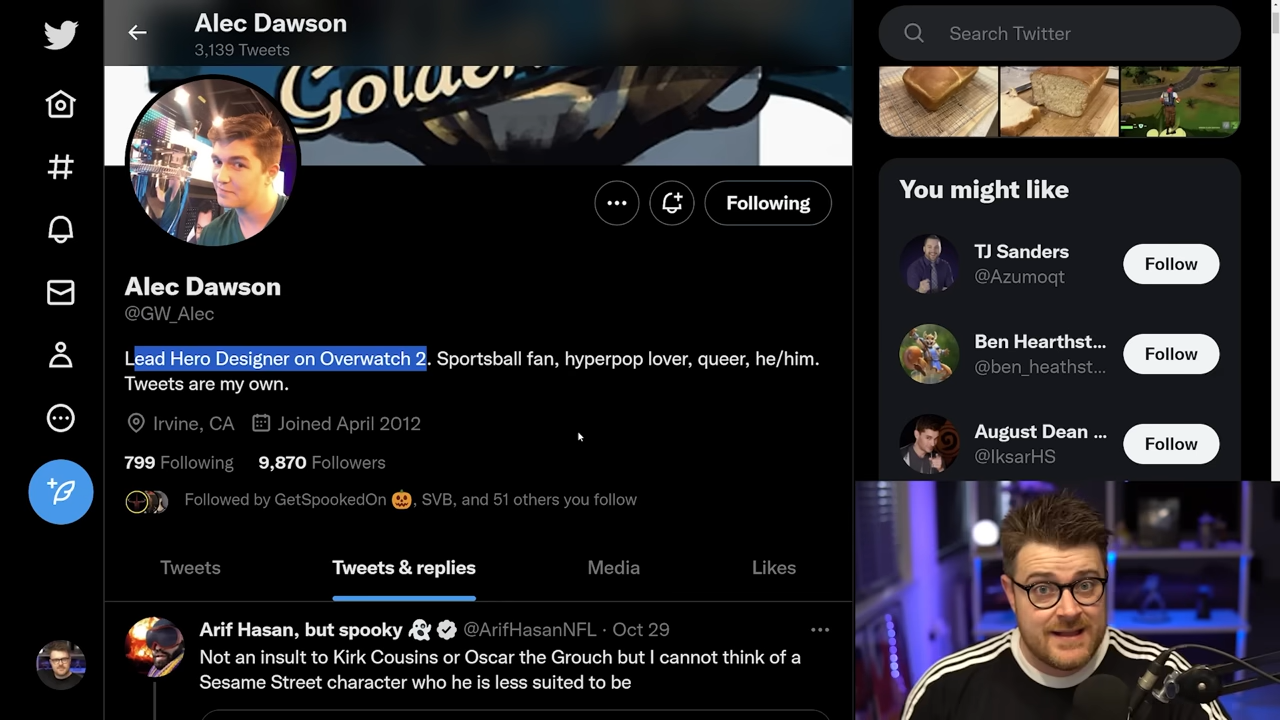 Alec Dawson
3,139 Tweets
Search Twitter
Golden
You might like
Following
TJ Sanders
@Azumoqt
Follow
Alec Dawson
@GW_Alec
Ben Hearthst...
@ben_heathst...
Follow
Lead Hero Designer on Overwatch 2. Sportsball fan, hyperpop lover, queer, he/him.
Tweets are my own.
Irvine, CA Joined April 2012
August Dean ...
@IksarHS
Follow
799 Following 9,870 Followers
Followed by GetSpookedOn 🎃, SVB, and 51 others you follow
Tweets Tweets & replies Media Likes
Arif Hasan, but spooky 👻 @ArifHasanNFL · Oct 29
Not an insult to Kirk Cousins or Oscar the Grouch but I cannot think of a
Sesame Street character who he is less suited to be